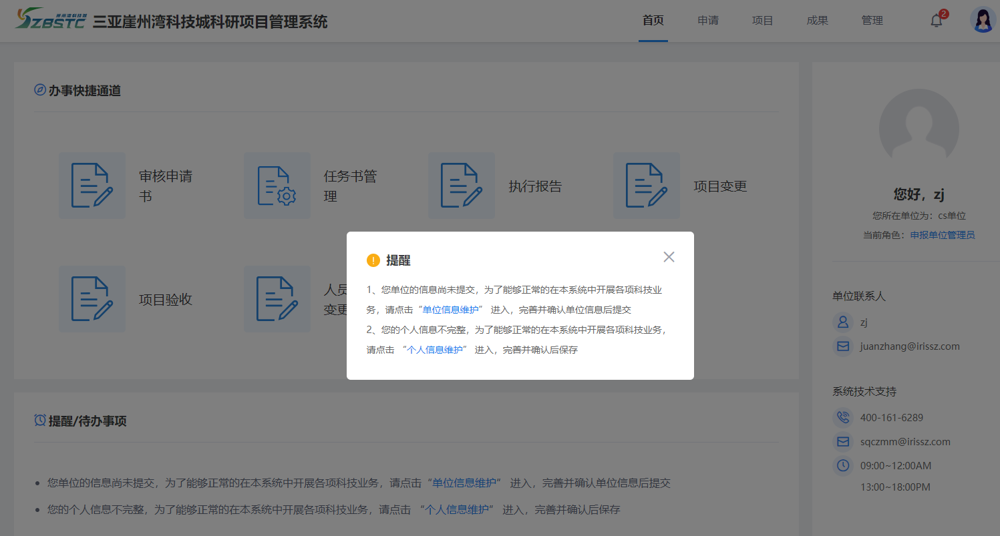 崖州湾科技城
YZBSTC 三亚崖州湾科技城科研项目管理系统
首页 申请 项目 成果 管理 2
办事快捷通道
审核申请
书
任务书管
理
执行报告
项目变更
项目验收
人员
变更
提醒
1、您单位的信息尚未提交，为了能够正常的在本系统中开展各项科技业
务，请点击“单位信息维护” 进入，完善并确认单位信息后提交
2、您的个人信息不完整，为了能够正常的在本系统中开展各项科技业务，
请点击 “个人信息维护” 进入，完善并确认后保存
提醒/待办事项
您单位的信息尚未提交，为了能够正常的在本系统中开展各项科技业务，请点击“单位信息维护” 进入，完善并确认单位信息后提交
您的个人信息不完整，为了能够正常的在本系统中开展各项科技业务，请点击 “个人信息维护” 进入，完善并确认后保存
您好，zj
您所在单位为：cs单位
当前角色：申报单位管理员
单位联系人
zj
juanzhang@irissz.com
系统技术支持
400-161-6289
sqczmm@irissz.com
09:00~12:00AM
13:00~18:00PM